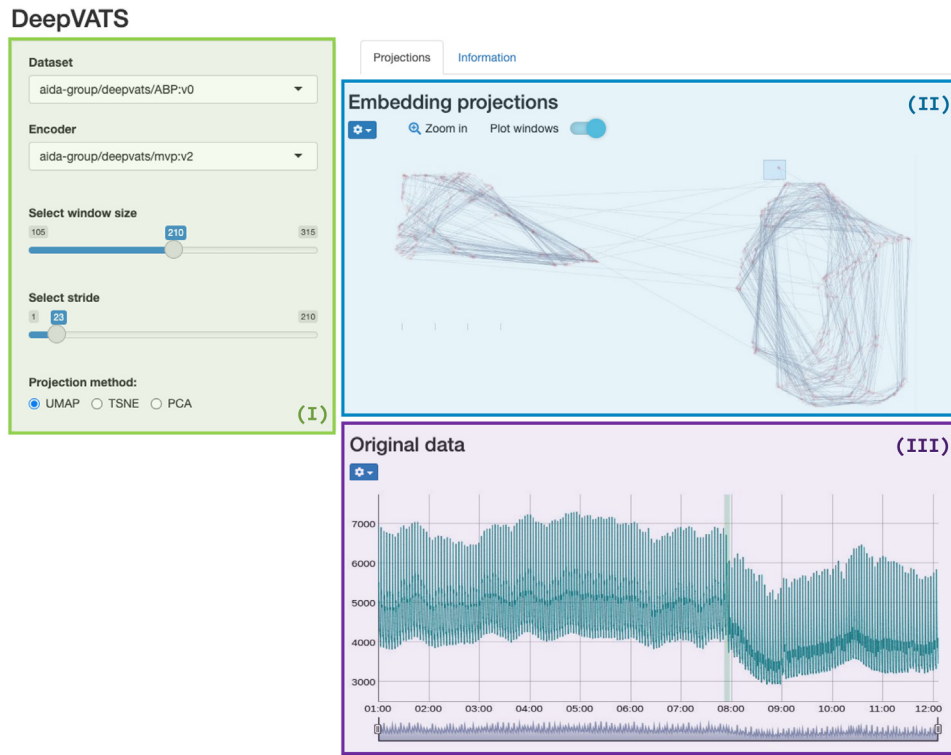 DeepVATS
Dataset
aida-group/deepvats/ABP:v0
Encoder
aida-group/deepvats/mvp:v2
Select window size
105 210 315
Select stride
1 23 210
Projection method:
UMAP TSNE PCA
(I)
Projections Information
Embedding projections (II)
Zoom in Plot windows
Original data (III)
7000
6000
5000
4000
3000
01:00 02:00 03:00 04:00 05:00 06:00 07:00 08:00 09:00 10:00 11:00 12:00